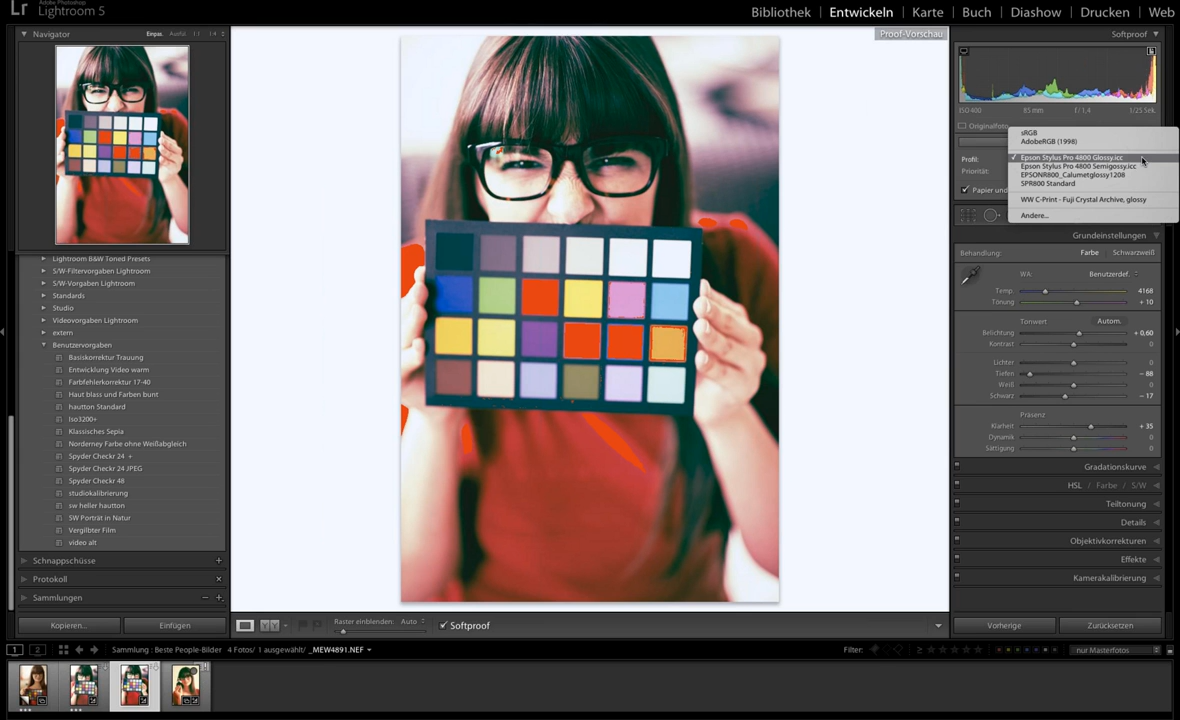 Lr
Adobe Photoshop
Lightroom 5
Bibliothek | Entwickeln | Karte | Buch | Diashow | Drucken | Web
Navigator
Einpas. Ausfül. 1:1 1:4
Lightroom B&W Toned Presets
S/W-Filtervorgaben Lightroom
S/W-Vorgaben Lightroom
Standards
Studio
Videovorgaben Lightroom
extern
Benutzervorgaben
Basiskorrektur Trauung
Entwicklung Video warm
Farbfehlerkorrektur 17-40
Haut blass und Farben bunt
hautton Standard
Iso3200+
Klassisches Sepia
Norderney Farbe ohne Weißabgleich
Spyder Checkr 24 +
Spyder Checkr 24 JPEG
Spyder Checkr 48
studiokalibrierung
sw heller hautton
SW Porträt in Natur
Vergilbter Film
video alt
Schnappschüsse +
Protokoll ×
Sammlungen − +
Kopieren...
Einfügen
Proof-Vorschau
Raster einblenden: Auto
Softproof
Softproof
ISO 400 85 mm f / 1,4 1/25 Sek.
Originalfoto
Profil:
Priorität:
Papier und
sRGB
AdobeRGB (1998)
✓ Epson Stylus Pro 4800 Glossy.icc
Epson Stylus Pro 4800 Semigossy.icc
EPSONR800_Calumetglossy1208
SPR800 Standard
WW C-Print - Fuji Crystal Archive, glossy
Andere...
Grundeinstellungen
Behandlung: Farbe Schwarzweiß
WA: Benutzerdef.
Temp. 4168
Tönung + 10
Tonwert Autom.
Belichtung + 0,60
Kontrast 0
Lichter 0
Tiefen − 88
Weiß 0
Schwarz − 17
Präsenz
Klarheit + 35
Dynamik 0
Sättigung 0
Gradationskurve
HSL / Farbe / S/W
Teiltonung
Details
Objektivkorrekturen
Effekte
Kamerakalibrierung
Vorherige
Zurücksetzen
1 2
Sammlung : Beste People-Bilder 4 Fotos/ 1 ausgewählt/ _MEW4891.NEF
Filter:
≥
nur Masterfotos